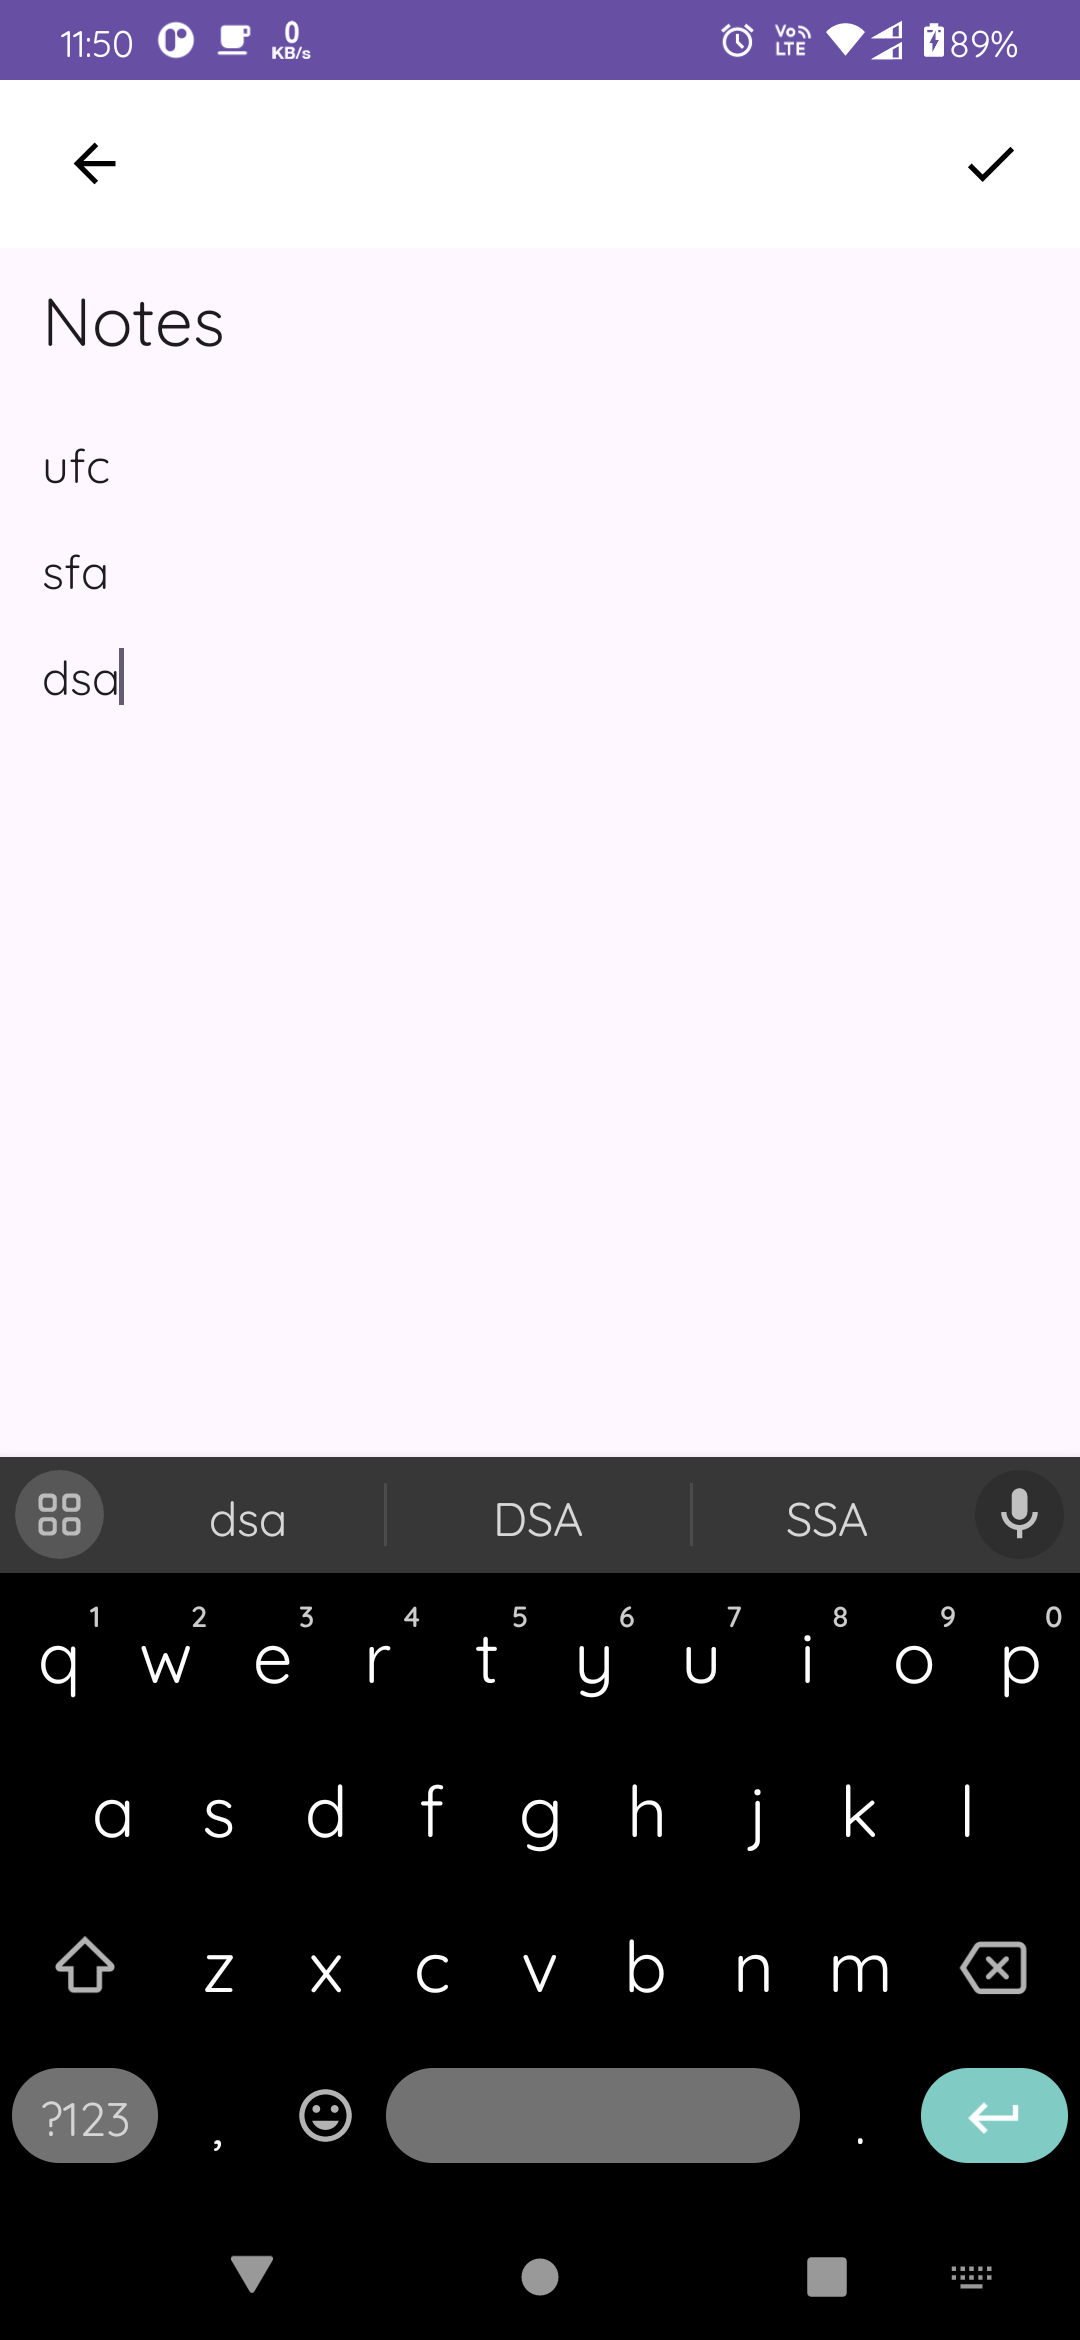 11:50 0 KB/s Vo LTE 89%
Notes
ufc
sfa
dsa
dsa DSA SSA
1 2 3 4 5 6 7 8 9 0
q w e r t y u i o p
a s d f g h j k l
z x c v b n m
?123 , .